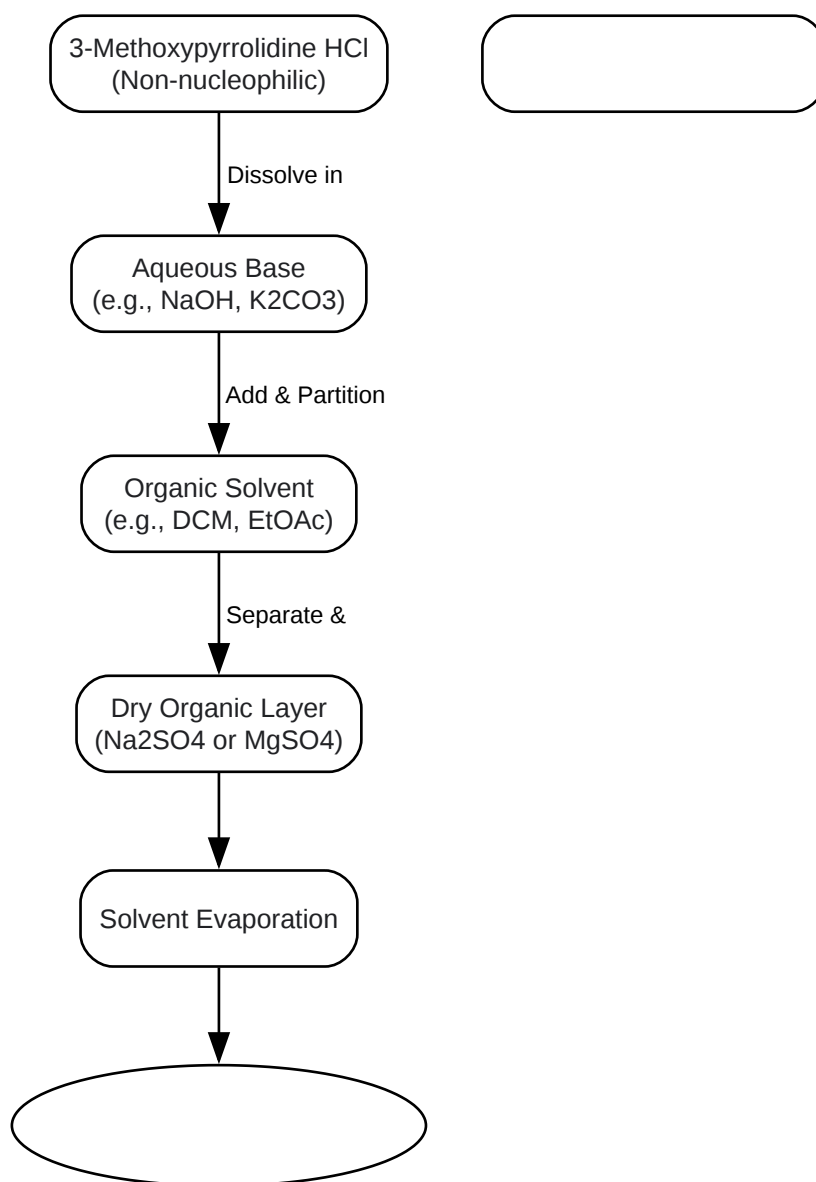 3-Methoxypyrrolidine HCl
(Non-nucleophilic)
Dissolve in
Aqueous Base
(e.g., NaOH, K2CO3)
Add & Partition
Organic Solvent
(e.g., DCM, EtOAc)
Separate &
Dry Organic Layer
(Na2SO4 or MgSO4)
Solvent Evaporation